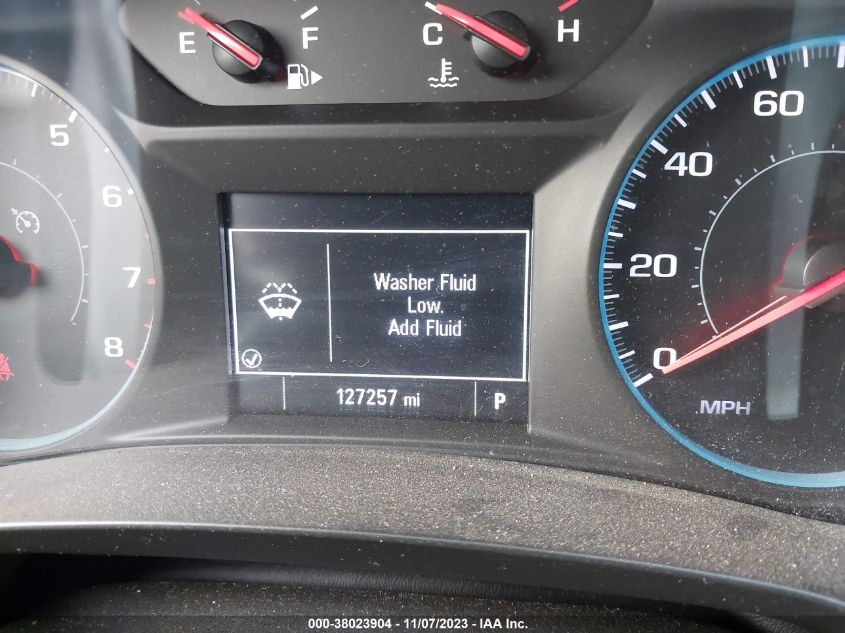 E F C H
5
6
7
8
60
40
20
0
MPH
Washer Fluid
Low.
Add Fluid
127257 mi P
000-38023904 - 11/07/2023 - IAA Inc.